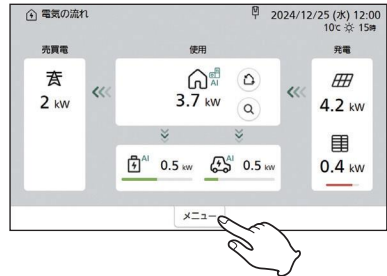 電気の流れ
2024/12/25 (水) 12:00
10℃ 15時
売買電
使用
発電
2 kW
AI
3.7 kW
4.2 kW
AI
0.5 kW
AI
0.5 kW
0.4 kW
メニュー